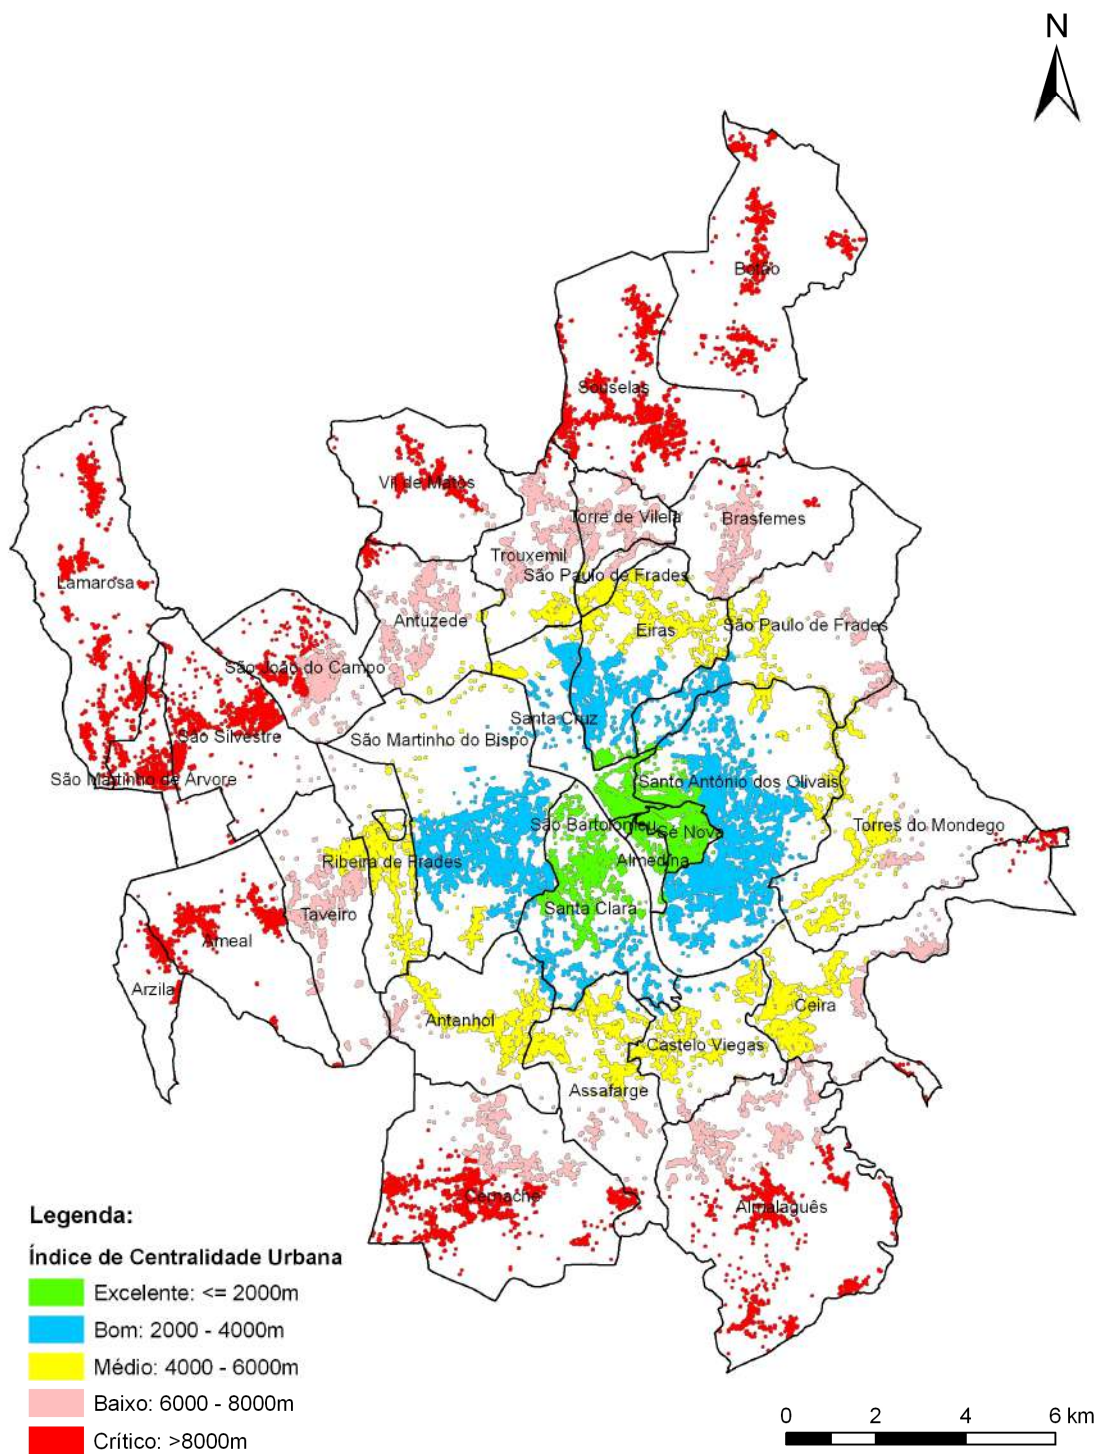 N
Botão
Souselas
Vil de Matos
Torre de Vilela
Brasfemes
Trouxemil
São Paulo de Frades
Lamarosa
Antuzede
Eiras
São Paulo de Frades
São João do Campo
Santa Cruz
São Silvestre
São Martinho do Bispo
São Martinho de Arvore
Santo António dos Olivais
São Bartolomeu
Sé Nova
Torres do Mondego
Ribeira de Frades
Almedina
Taveiro
Santa Clara
Ameal
Arzila
Antanhol
Ceira
Castelo Viegas
Assafarge
Cernache
Almalaguês
Legenda:
Índice de Centralidade Urbana
Excelente: <= 2000m
Bom: 2000 - 4000m
Médio: 4000 - 6000m
Baixo: 6000 - 8000m
Crítico: >8000m
0 2 4 6 km